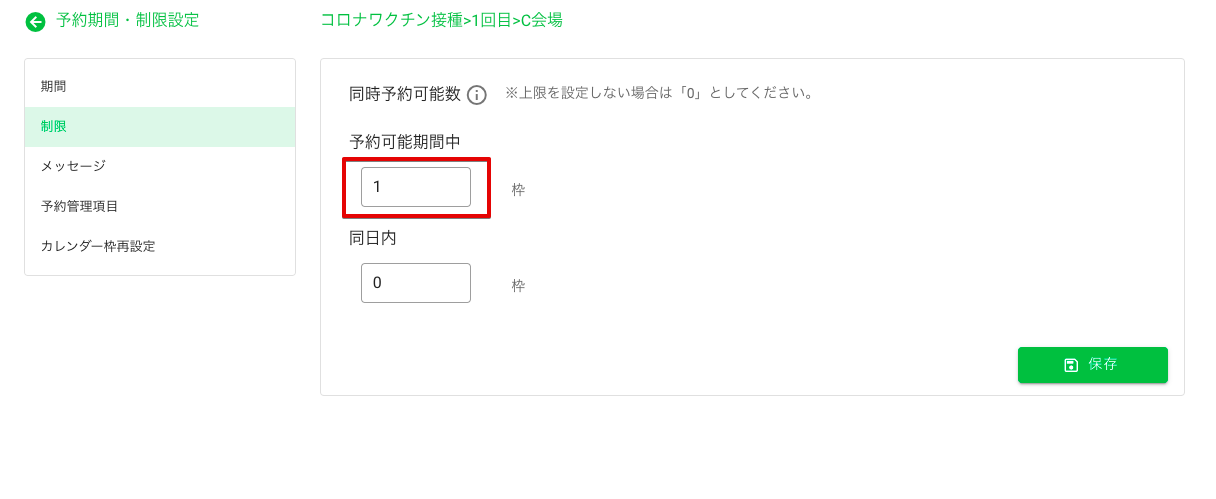 予約期間・制限設定
コロナワクチン接種>1回目>C会場
期間
制限
メッセージ
予約管理項目
カレンダー枠再設定
同時予約可能数 ※上限を設定しない場合は「0」としてください。
予約可能期間中
1 枠
同日内
0 枠
保存